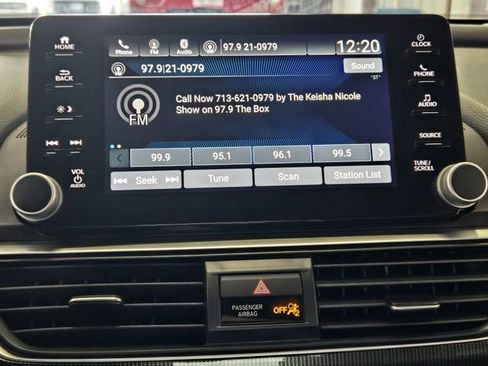 HOME
BACK
VOL
AUDIO
Phone
FM
Bluetooth
97.9 21-0979
12:20
97.9|21-0979
Sound
"ST"
FM
Call Now 713-621-0979 by The Keisha Nicole
Show on 97.9 The Box
99.9 95.1 96.1 99.5
Seek Tune Scan Station List
CLOCK
PHONE
AUDIO
SOURCE
TUNE/
SCROLL
PASSENGER
AIRBAG
OFF